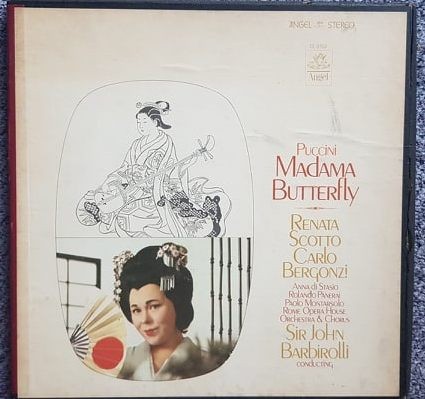 ANGEL STEREO
Angel
Puccini
Madama
Butterfly
Renata
Scotto
Carlo
Bergonzi
Anna di Stasio
Rolando Panerai
Paolo Montarsolo
Rome Opera House
Orchestra & Chorus
Sir John
Barbirolli
conducting